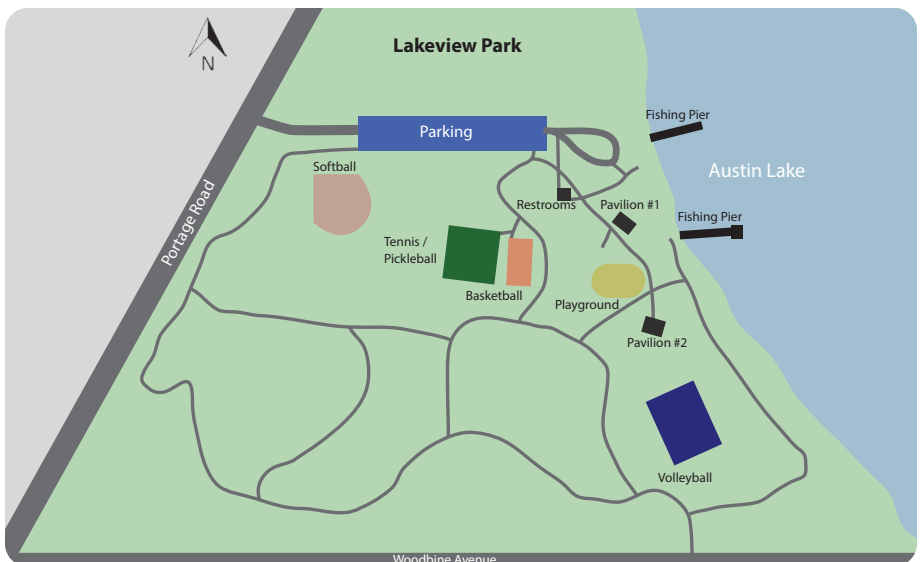 Lakeview Park
N
Fishing Pier
Parking
Softball
Austin Lake
Restrooms
Pavilion #1
Fishing Pier
Portage Road
Tennis /
Pickleball
Basketball
Playground
Pavilion #2
Volleyball
Woodbine Avenue